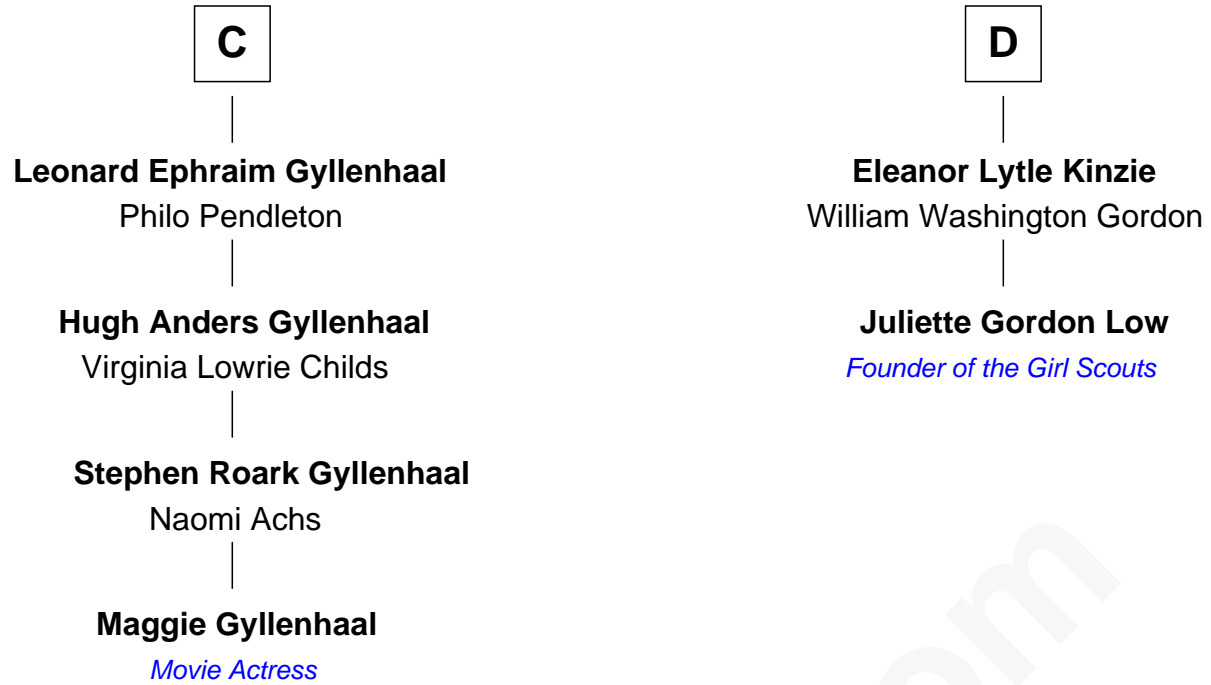 C
Leonard Ephraim Gyllenhaal
Philo Pendleton
Hugh Anders Gyllenhaal
Virginia Lowrie Childs
Stephen Roark Gyllenhaal
Naomi Achs
Maggie Gyllenhaal
Movie Actress
D
Eleanor Lytle Kinzie
William Washington Gordon
Juliette Gordon Low
Founder of the Girl Scouts
om